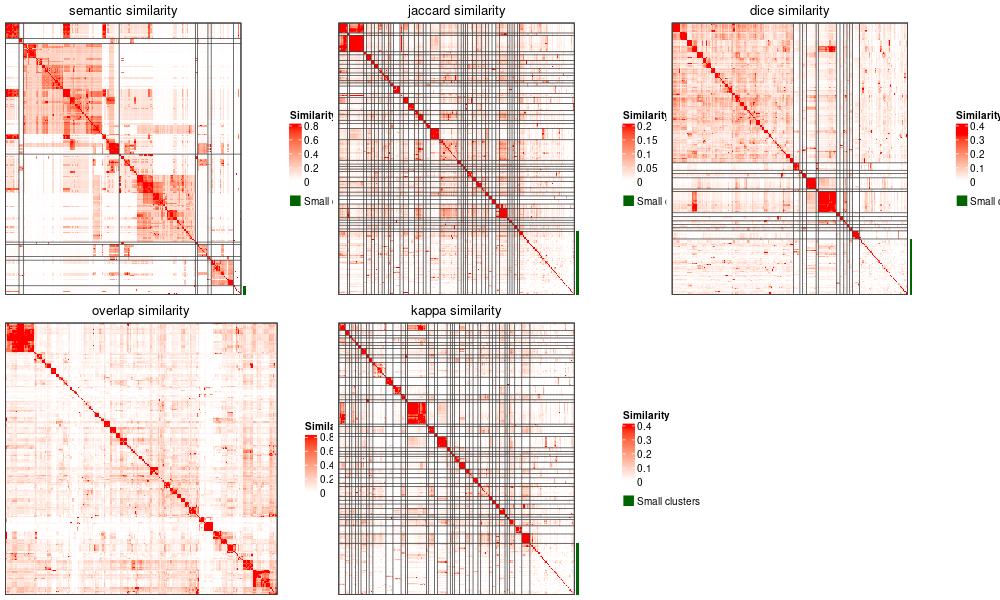 semantic similarity
Similarity
0.8
0.6
0.4
0.2
0
Small
jaccard similarity
Similarity
0.2
0.15
0.1
0.05
0
Small
dice similarity
Similarity
0.4
0.3
0.2
0.1
0
Small
overlap similarity
0.6
0.4
0.2
0
kappa similarity
Similarity
0.4
0.3
0.2
0.1
0
Small clusters